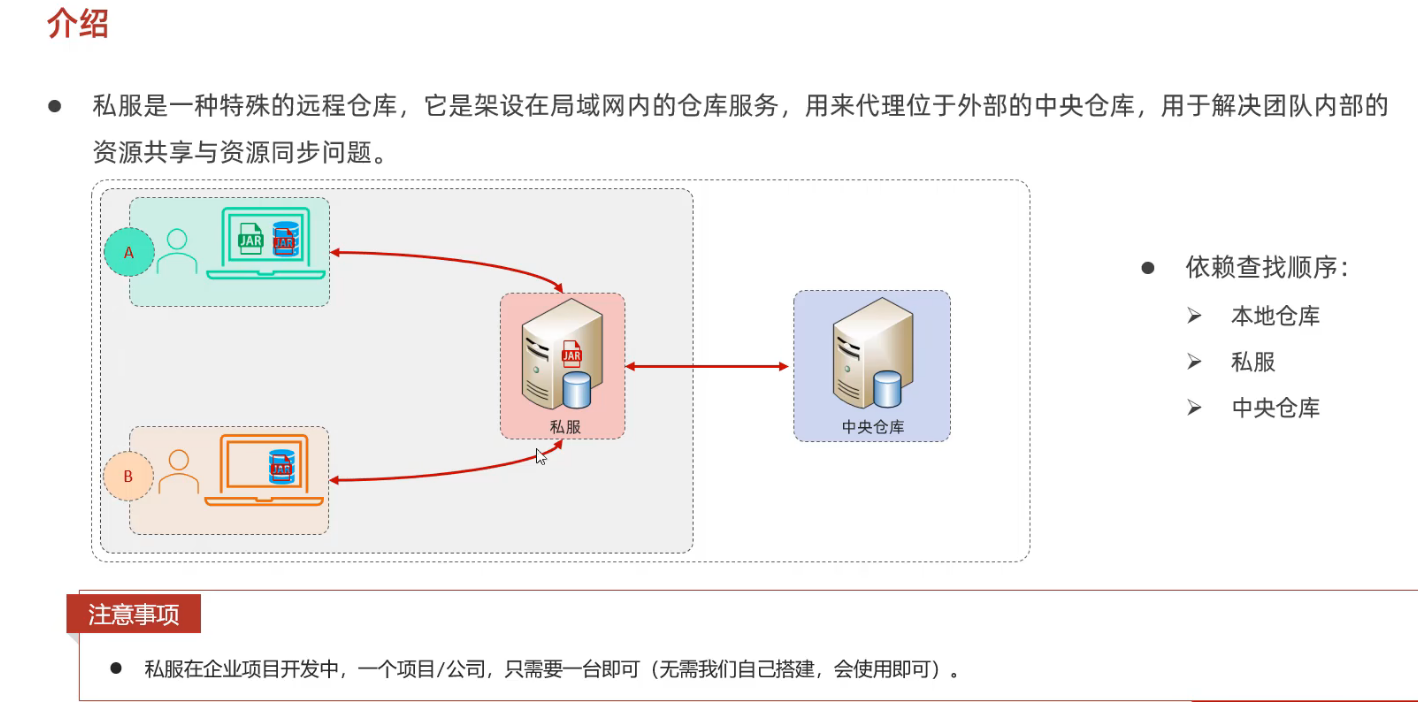 介绍
私服是一种特殊的远程仓库，它是架设在局域网内的仓库服务，用来代理位于外部的中央仓库，用于解决团队内部的
资源共享与资源同步问题。
A
JAR
JAR
JAR
私服
中央仓库
B
JAR
依赖查找顺序：
本地仓库
私服
中央仓库
注意事项
私服在企业项目开发中，一个项目/公司，只需要一台即可（无需我们自己搭建，会使用即可）。